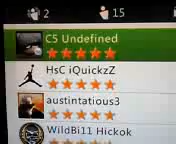 2 15
C5 Undefined
HsC iQuickzZ
austintatious3
WildBi11 Hickok